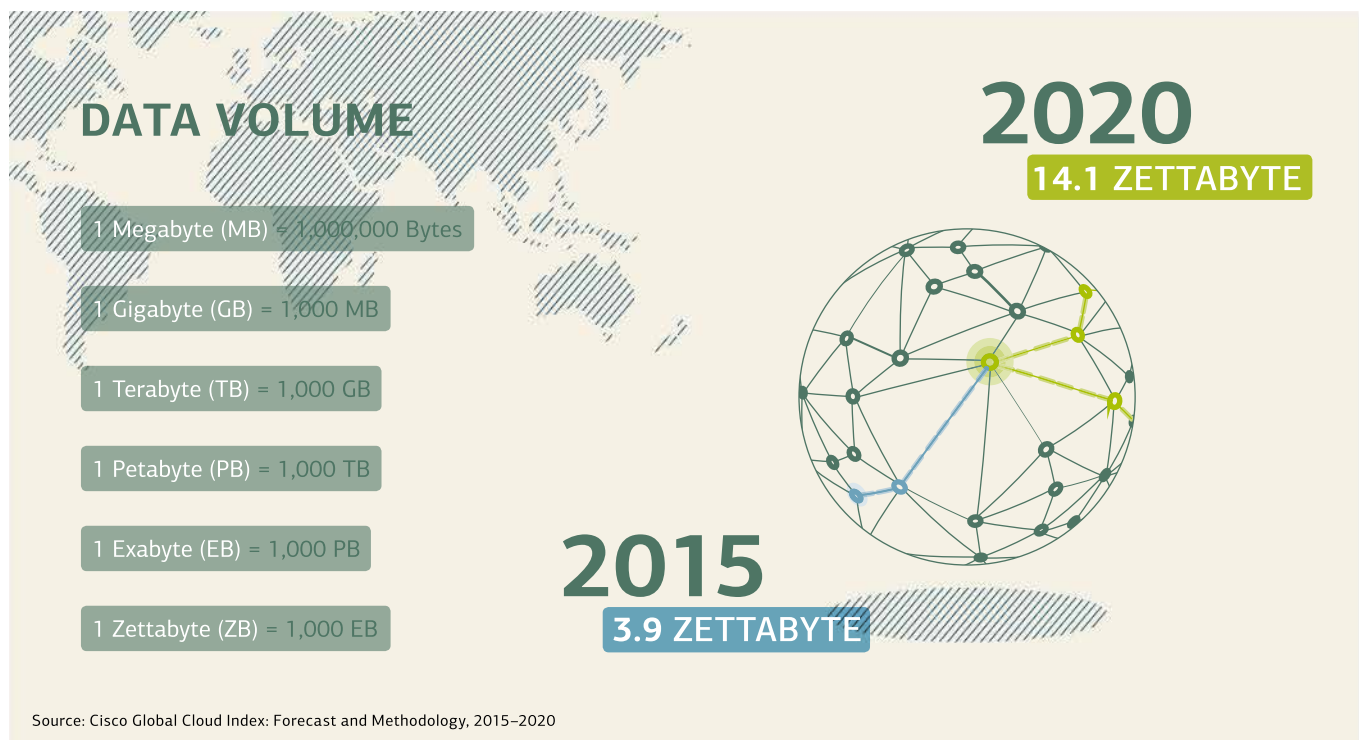 DATA VOLUME
1 Megabyte (MB) = 1,000,000 Bytes
1 Gigabyte (GB) = 1,000 MB
1 Terabyte (TB) = 1,000 GB
1 Petabyte (PB) = 1,000 TB
1 Exabyte (EB) = 1,000 PB
1 Zettabyte (ZB) = 1,000 EB
2020
14.1 ZETTABYTE
2015
3.9 ZETTABYTE
Source: Cisco Global Cloud Index: Forecast and Methodology, 2015–2020